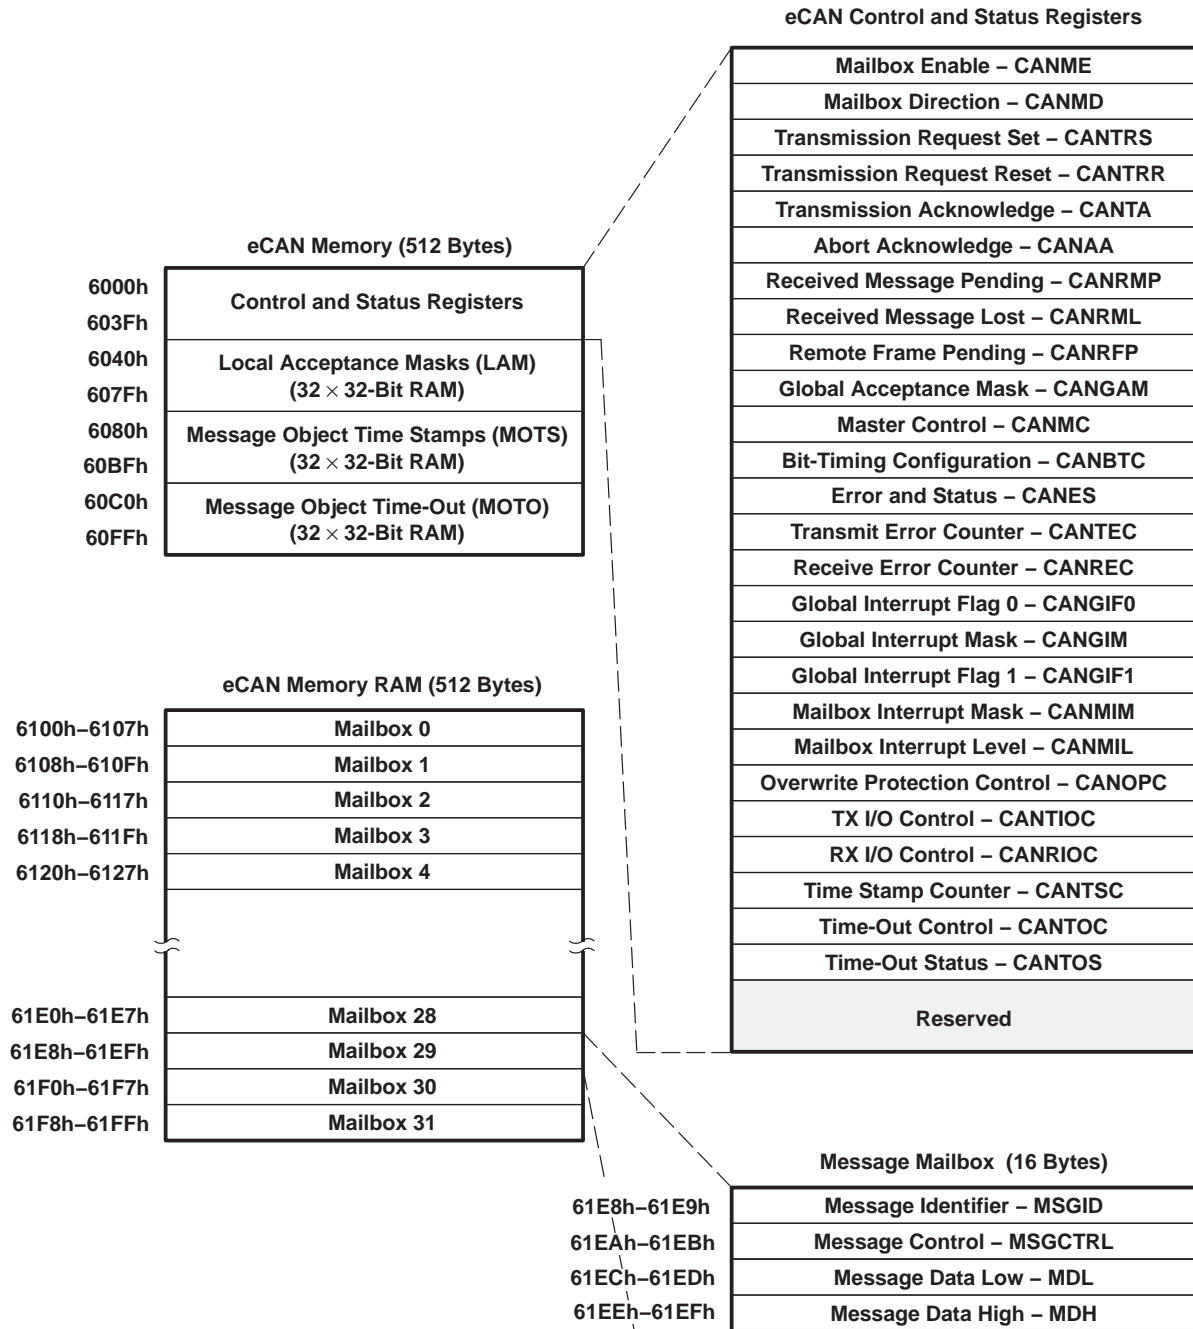 eCAN Control and Status Registers
Mailbox Enable – CANME
Mailbox Direction – CANMD
Transmission Request Set – CANTRS
Transmission Request Reset – CANTRR
Transmission Acknowledge – CANTA
Abort Acknowledge – CANAA
Received Message Pending – CANRMP
Received Message Lost – CANRML
Remote Frame Pending – CANRFP
Global Acceptance Mask – CANGAM
Master Control – CANMC
Bit-Timing Configuration – CANBTC
Error and Status – CANES
Transmit Error Counter – CANTEC
Receive Error Counter – CANREC
Global Interrupt Flag 0 – CANGIF0
Global Interrupt Mask – CANGIM
Global Interrupt Flag 1 – CANGIF1
Mailbox Interrupt Mask – CANMIM
Mailbox Interrupt Level – CANMIL
Overwrite Protection Control – CANOPC
TX I/O Control – CANTIOC
RX I/O Control – CANRIOC
Time Stamp Counter – CANTSC
Time-Out Control – CANTOC
Time-Out Status – CANTOS
Reserved
eCAN Memory (512 Bytes)
6000h
Control and Status Registers
603Fh
6040h
Local Acceptance Masks (LAM)
(32 × 32-Bit RAM)
607Fh
6080h
Message Object Time Stamps (MOTS)
(32 × 32-Bit RAM)
60BFh
60C0h
Message Object Time-Out (MOTO)
(32 × 32-Bit RAM)
60FFh
eCAN Memory RAM (512 Bytes)
6100h–6107h Mailbox 0
6108h–610Fh Mailbox 1
6110h–6117h Mailbox 2
6118h–611Fh Mailbox 3
6120h–6127h Mailbox 4
61E0h–61E7h Mailbox 28
61E8h–61EFh Mailbox 29
61F0h–61F7h Mailbox 30
61F8h–61FFh Mailbox 31
Message Mailbox (16 Bytes)
61E8h–61E9h Message Identifier – MSGID
61EAh–61EBh Message Control – MSGCTRL
61ECh–61EDh Message Data Low – MDL
61EEh–61EFh Message Data High – MDH